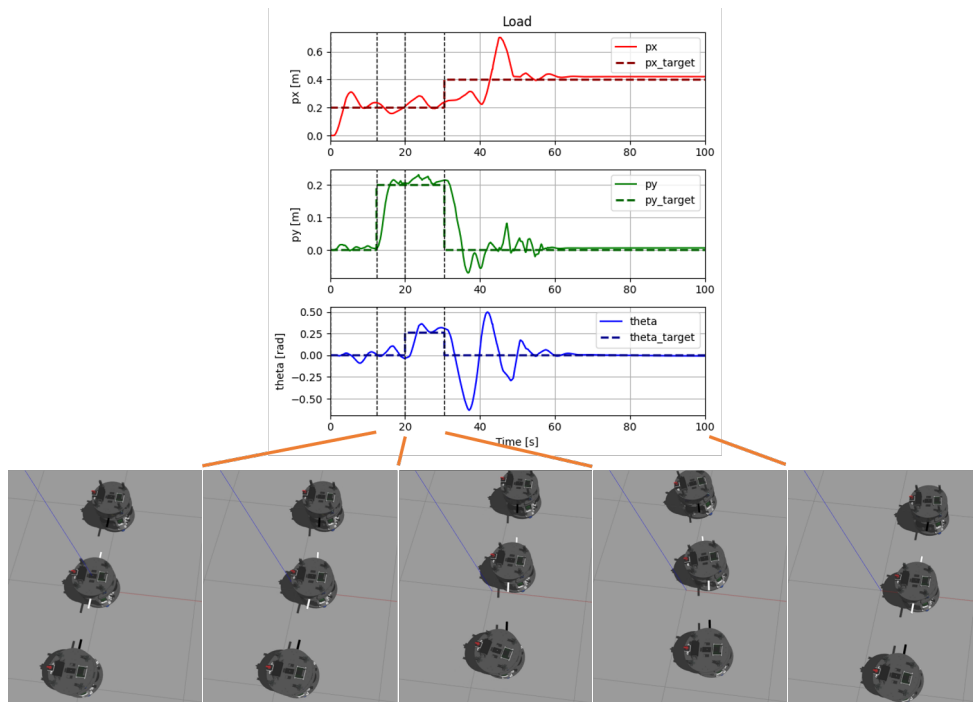 Load
px [m]
0.6
0.4
0.2
0.0
px
px_target
0 20 40 60 80 100
py [m]
0.2
0.1
0.0
py
py_target
0 20 40 60 80 100
theta [rad]
0.50
0.25
0.00
−0.25
−0.50
theta
theta_target
0 20 40 60 80 100
Time [s]